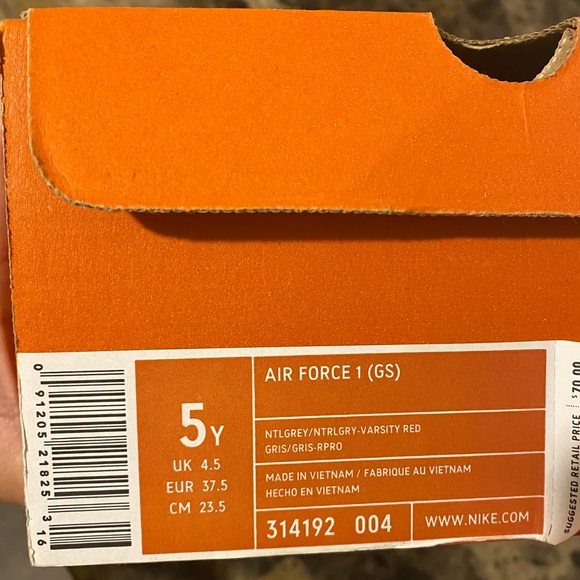 0 91205 21825 3 16
5Y
UK 4.5
EUR 37.5
CM 23.5
AIR FORCE 1 (GS)
NTLGREY/NTRLGRY-VARSITY RED
GRIS/GRIS-RPRO
MADE IN VIETNAM / FABRIQUE AU VIETNAM
HECHO EN VIETNAM
314192 004
WWW.NIKE.COM
SUGGESTED RETAIL PRICE $70.00